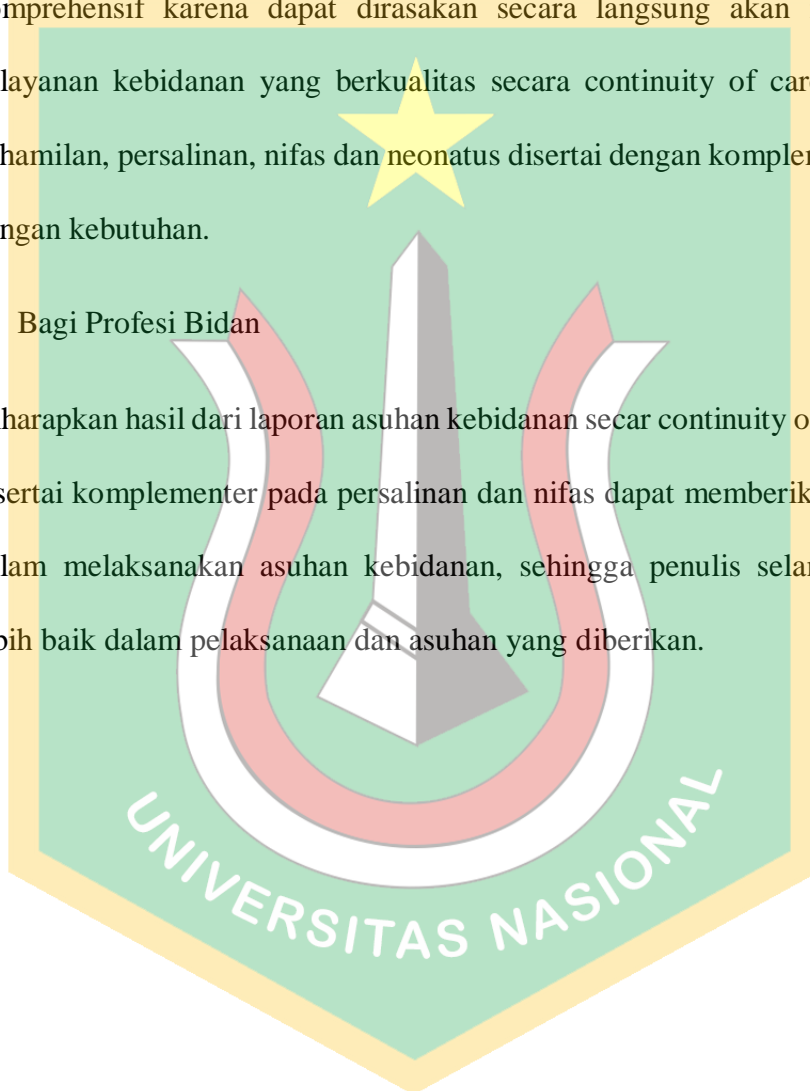 omprehensif karena dapat dirasakan secara langsung akan
layanan kebidanan yang berkualitas secara continuity of car
hamilan, persalinan, nifas dan neonatus disertai dengan komplem
ngan kebutuhan.
Bagi Profesi Bidan
harapkan hasil dari laporan asuhan kebidanan secar continuity o
sertai komplementer pada persalinan dan nifas dapat memberik
lam melaksanakan asuhan kebidanan, sehingga penulis sela
bih baik dalam pelaksanaan dan asuhan yang diberikan.
UNIVERSITAS NASIONAL